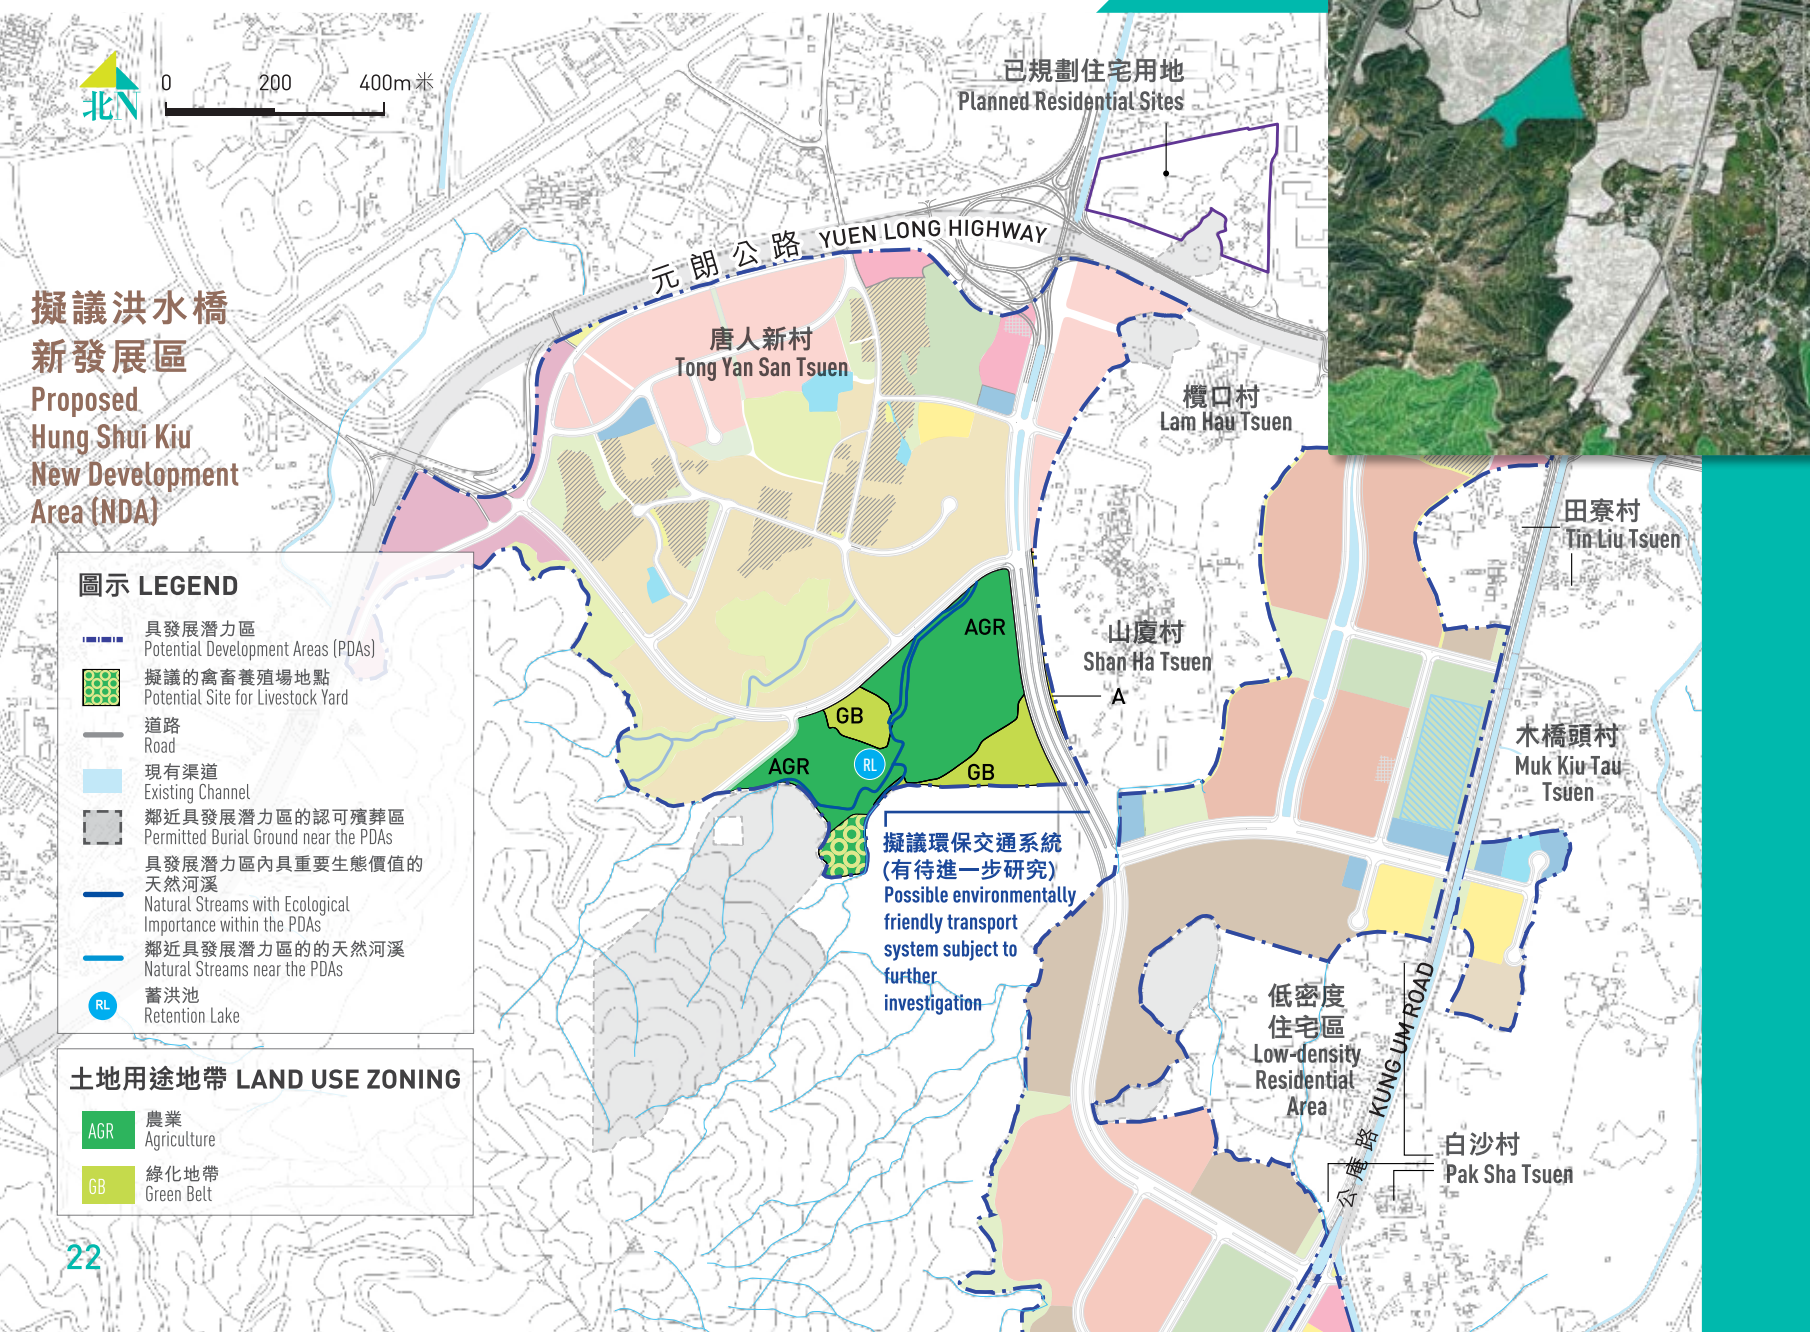 北N
0 200 400m 米
已規劃住宅用地
Planned Residential Sites
元朗公路 YUEN LONG HIGHWAY
擬議洪水橋
新發展區
Proposed
Hung Shui Kiu
New Development
Area (NDA)
唐人新村
Tong Yan San Tsuen
欖口村
Lam Hau Tsuen
田寮村
Tin Liu Tsuen
山廈村
Shan Ha Tsuen
A
木橋頭村
Muk Kiu Tau
Tsuen
AGR
GB
AGR
RL
GB
擬議環保交通系統
(有待進一步研究)
Possible environmentally
friendly transport
system subject to
further
investigation
低密度
住宅區
Low-density
Residential
Area
公庵路 KUNG UM ROAD
白沙村
Pak Sha Tsuen
圖示 LEGEND
具發展潛力區
Potential Development Areas (PDAs)
擬議的禽畜養殖場地點
Potential Site for Livestock Yard
道路
Road
現有渠道
Existing Channel
鄰近具發展潛力區的認可殯葬區
Permitted Burial Ground near the PDAs
具發展潛力區內具重要生態價值的
天然河溪
Natural Streams with Ecological
Importance within the PDAs
鄰近具發展潛力區的的天然河溪
Natural Streams near the PDAs
RL
蓄洪池
Retention Lake
土地用途地帶 LAND USE ZONING
AGR
農業
Agriculture
GB
綠化地帶
Green Belt
22